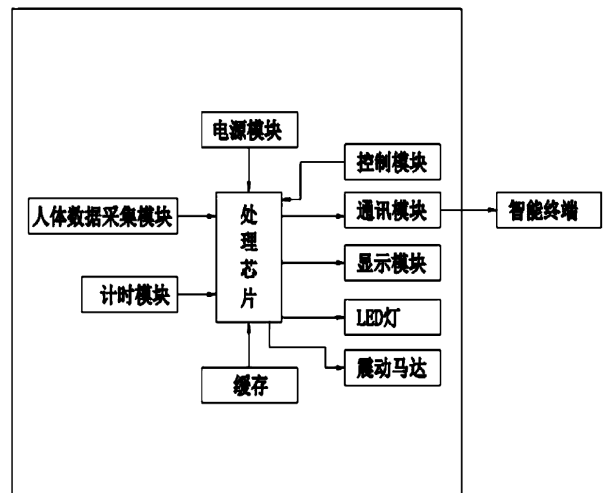 电源模块
控制模块
人体数据采集模块
处理芯片
通讯模块
智能终端
显示模块
计时模块
LED灯
震动马达
缓存